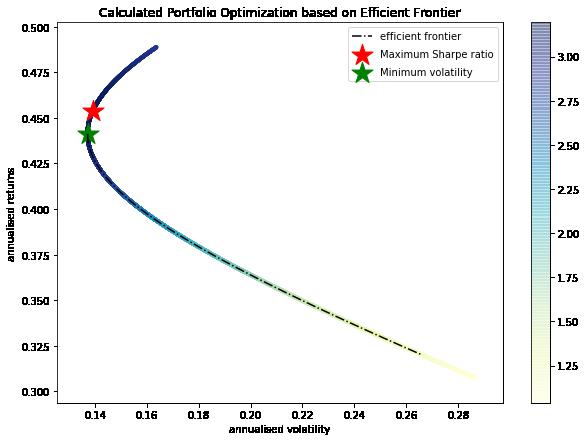 Calculated Portfolio Optimization based on Efficient Frontier
efficient frontier
Maximum Sharpe ratio
Minimum volatility
0.500
0.475
0.450
0.425
0.400
0.375
0.350
0.325
0.300
annualised returns
0.14 0.16 0.18 0.20 0.22 0.24 0.26 0.28
annualised volatility
3.00
2.75
2.50
2.25
2.00
1.75
1.50
1.25